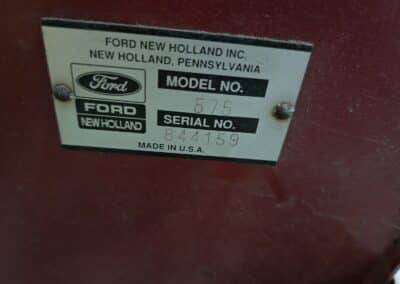 FORD NEW HOLLAND INC.
NEW HOLLAND, PENNSYLVANIA
Ford
MODEL NO.
575
FORD
NEW HOLLAND
SERIAL NO.
844159
MADE IN U.S.A.